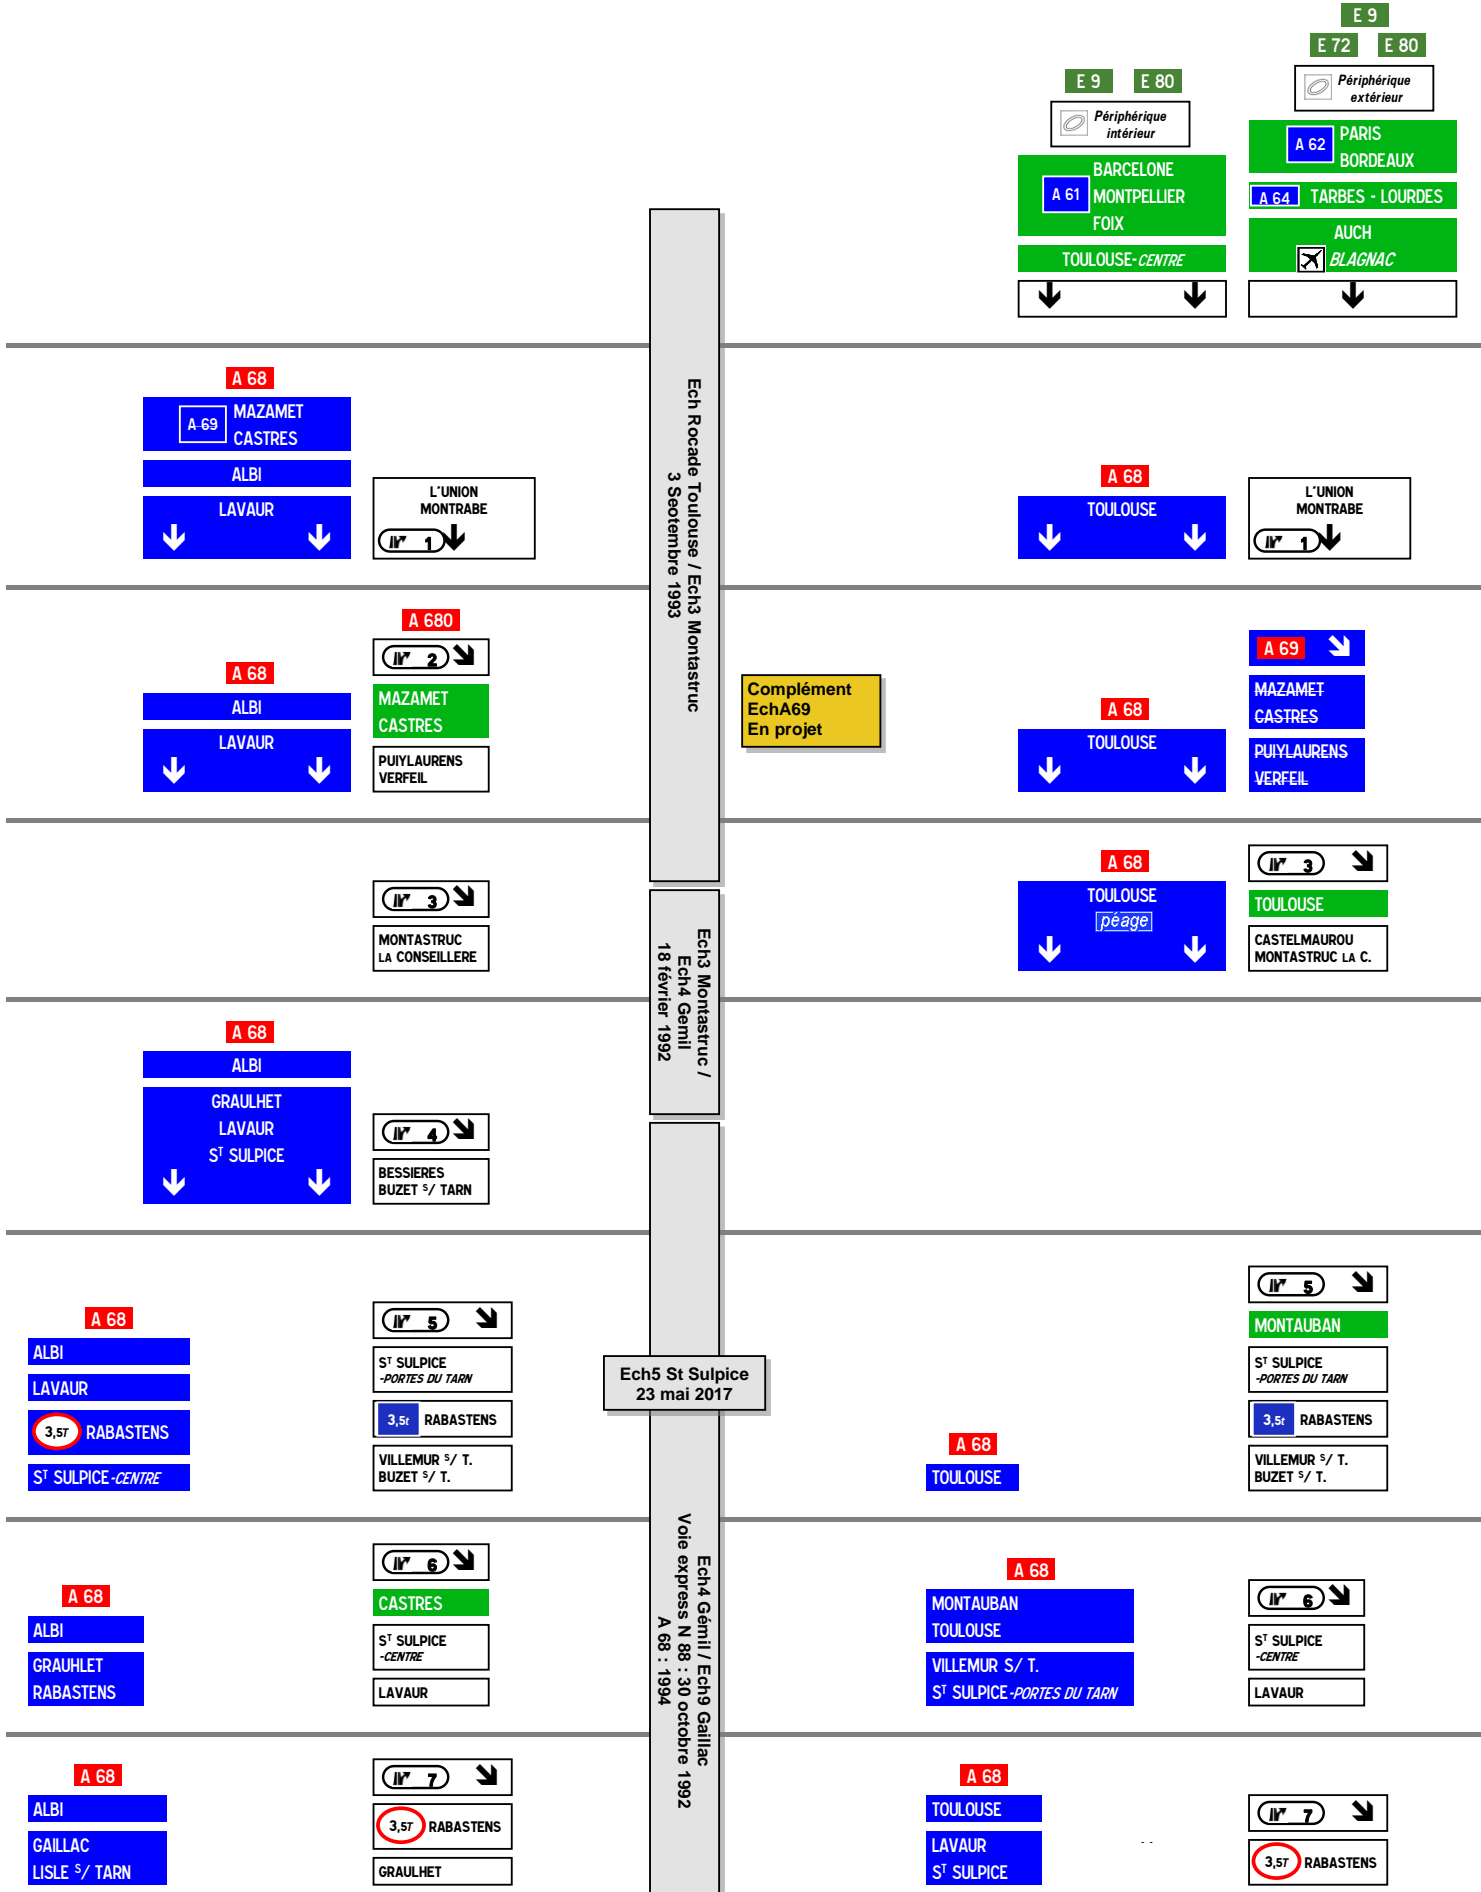 E 9
E 72 E 80
Périphérique
extérieur
A 62 PARIS
BORDEAUX
A 64 TARBES - LOURDES
AUCH
BLAGNAC
E 9 E 80
Périphérique
intérieur
A 61 BARCELONE
MONTPELLIER
FOIX
TOULOUSE-CENTRE
Ech Rocade Toulouse / Ech3 Montastruc
3 Seotembre 1993
A 68
A 69 MAZAMET
CASTRES
ALBI
LAVAUR
L'UNION
MONTRABE
1
A 68
TOULOUSE
L'UNION
MONTRABE
1
A 68
ALBI
LAVAUR
A 680
2
MAZAMET
CASTRES
PUIYLAURENS
VERFEIL
Complément
EchA69
En projet
A 68
TOULOUSE
A 69
MAZAMET
CASTRES
PUIYLAURENS
VERFEIL
3
MONTASTRUC
LA CONSEILLERE
Ech3 Montastruc /
Ech4 Gemil
18 février 1992
A 68
TOULOUSE
péage
3
TOULOUSE
CASTELMAUROU
MONTASTRUC LA C.
A 68
ALBI
GRAULHET
LAVAUR
ST SULPICE
4
BESSIERES
BUZET S/ TARN
A 68
ALBI
LAVAUR
3,5T RABASTENS
ST SULPICE-CENTRE
5
ST SULPICE
-PORTES DU TARN
3,5t RABASTENS
VILLEMUR S/ T.
BUZET S/ T.
Ech5 St Sulpice
23 mai 2017
A 68
TOULOUSE
5
MONTAUBAN
ST SULPICE
-PORTES DU TARN
3,5t RABASTENS
VILLEMUR S/ T.
BUZET S/ T.
Ech4 Gémil / Ech9 Gaillac
Voie express N 88 : 30 octobre 1992
A 68 : 1994
A 68
ALBI
GRAUHLET
RABASTENS
6
CASTRES
ST SULPICE
-CENTRE
LAVAUR
A 68
MONTAUBAN
TOULOUSE
VILLEMUR S/ T.
ST SULPICE-PORTES DU TARN
6
ST SULPICE
-CENTRE
LAVAUR
A 68
ALBI
GAILLAC
LISLE S/ TARN
7
3,5T RABASTENS
GRAULHET
A 68
TOULOUSE
LAVAUR
ST SULPICE
7
3,5T RABASTENS